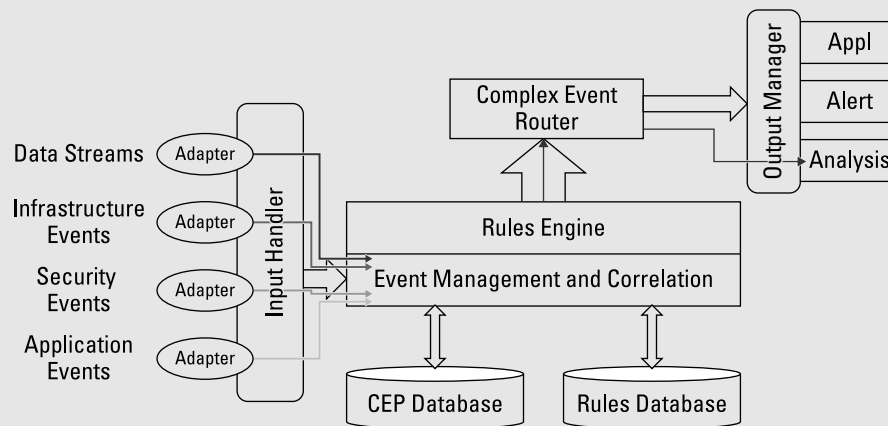 Data Streams
Adapter
Infrastructure
Events
Adapter
Security
Events
Adapter
Application
Events
Adapter
Input Handler
Complex Event
Router
Rules Engine
Event Management and Correlation
CEP Database
Rules Database
Output Manager
Appl
Alert
Analysis